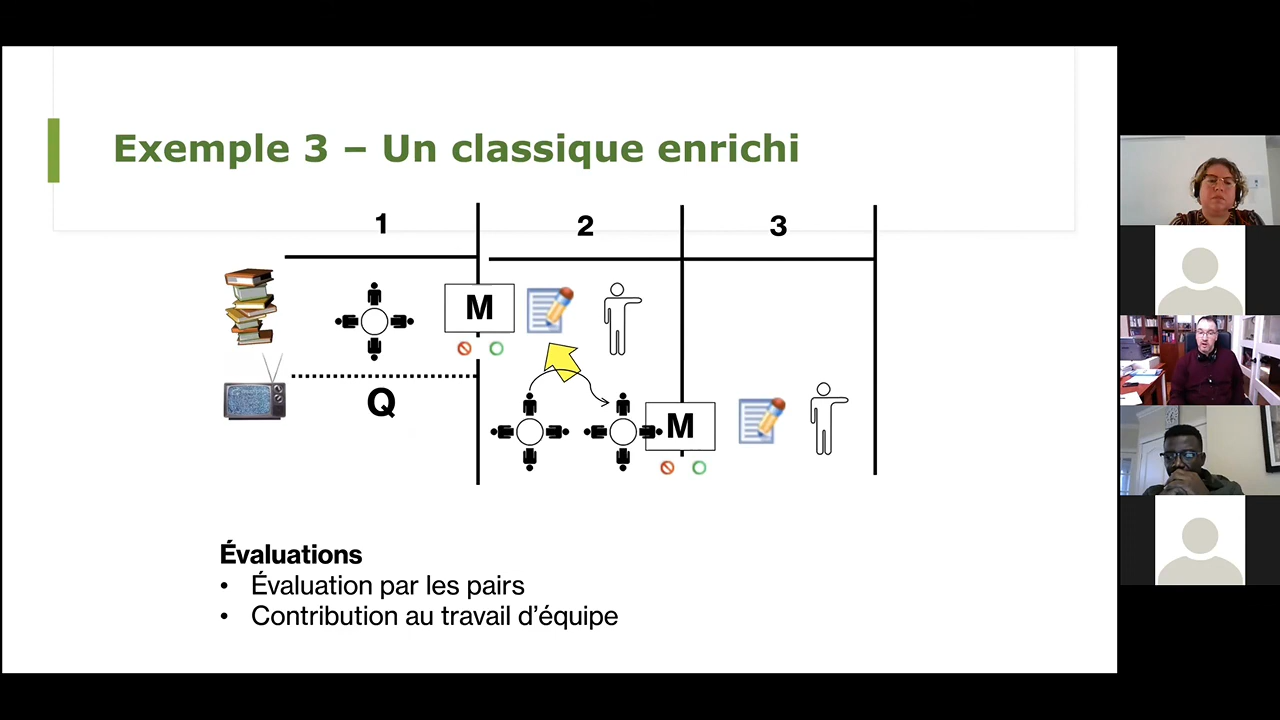 Exemple 3 – Un classique enrichi
1
2
3
M
Q
M
Évaluations
• Évaluation par les pairs
• Contribution au travail d’équipe